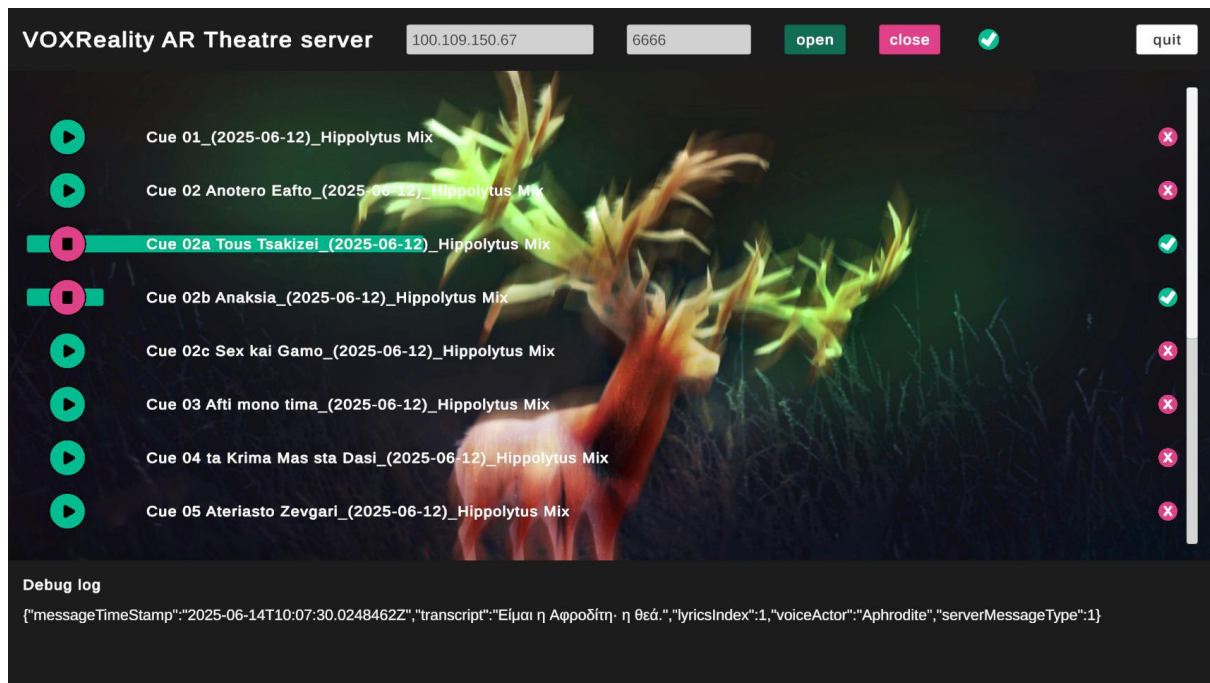 VOXReality AR Theatre server 100.109.150.67 6666 open close quit
Cue 01_(2025-06-12)_Hippolytus Mix
Cue 02 Anotero Eafto_(2025-06-12)_Hippolytus Mix
Cue 02a Tous Tsakizei_(2025-06-12)_Hippolytus Mix
Cue 02b Anaksia_(2025-06-12)_Hippolytus Mix
Cue 02c Sex kai Gamo_(2025-06-12)_Hippolytus Mix
Cue 03 Afti mono tima_(2025-06-12)_Hippolytus Mix
Cue 04 ta Krima Mas sta Dasi_(2025-06-12)_Hippolytus Mix
Cue 05 Ateriasto Zevgari_(2025-06-12)_Hippolytus Mix
Debug log
{"messageTimeStamp":"2025-06-14T10:07:30.0248462Z","transcript":"Είμαι η Αφροδίτη· η θεά.","lyricsIndex":1,"voiceActor":"Aphrodite","serverMessageType":1}